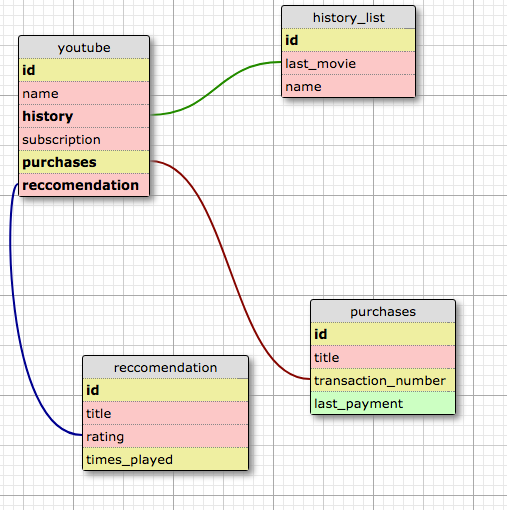 youtube
id
name
history
subscription
purchases
reccomendation
history_list
id
last_movie
name
reccomendation
id
title
rating
times_played
purchases
id
title
transaction_number
last_payment